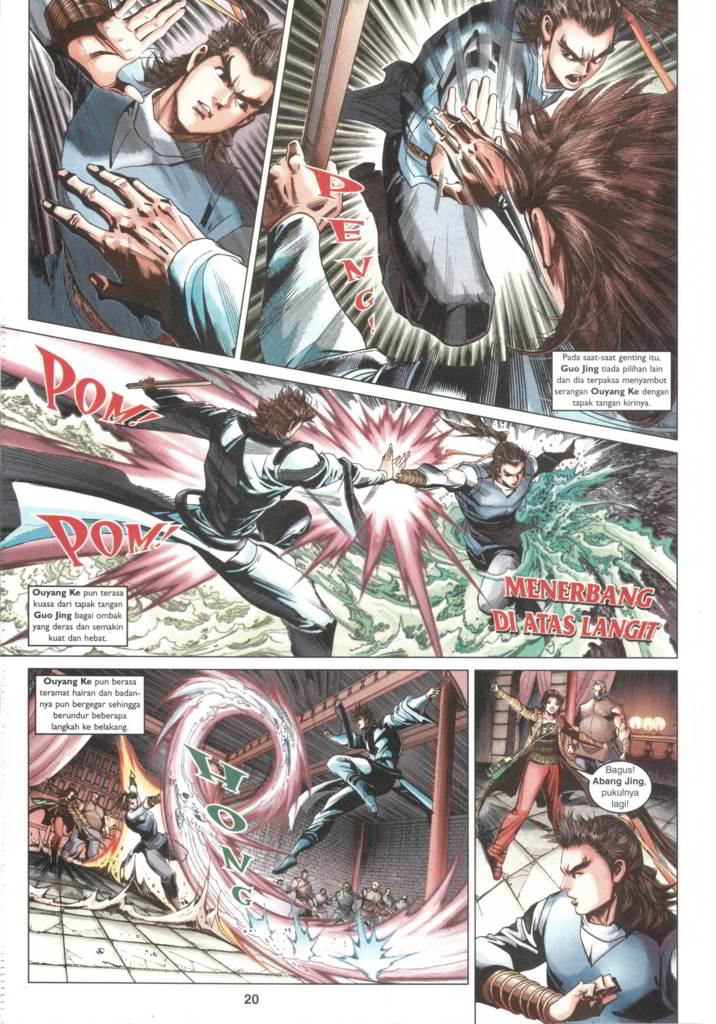 PENG!
Pada saat-saat genting itu,
Guo Jing tiada pilihan lain
dan dia terpaksa menyambut
serangan Ouyang Ke dengan
tapak tangan kirinya.
POM!
POM!
Ouyang Ke pun terasa
kuasa dari tapak tangan
Guo Jing bagai ombak
yang deras dan semakin
kuat dan hebat.
MENERBANG
DI ATAS LANGIT
Ouyang Ke pun berasa
teramat hairan dan badan-
nya pun bergegar sehingga
berundur beberapa
langkah ke belakang.
HONG
Bagus!
Abang Jing,
pukulnya
lagi!
20